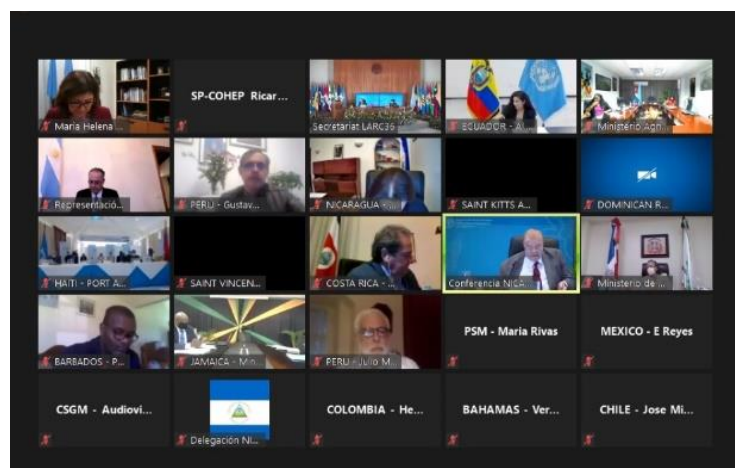 Maria Helena ...
SP-COHEP Ricar...
Secretariat LARC36
ECUADOR - Al...
Ministerio Agri...
Representació...
PERU - Gustav...
NICARAGUA -
SAINT KITTS A...
DOMINICAN R...
HAITI - PORT A...
SAINT VINCEN...
COSTA RICA - ...
Conferencia NICA...
Ministerio de ...
BARBADOS - P...
JAMAICA - Min...
PERU - Julio M...
PSM - Maria Rivas
MEXICO - E Reyes
CSGM - Audiovi...
Delegación NI...
COLOMBIA - He...
BAHAMAS - Ver...
CHILE - Jose Mi...